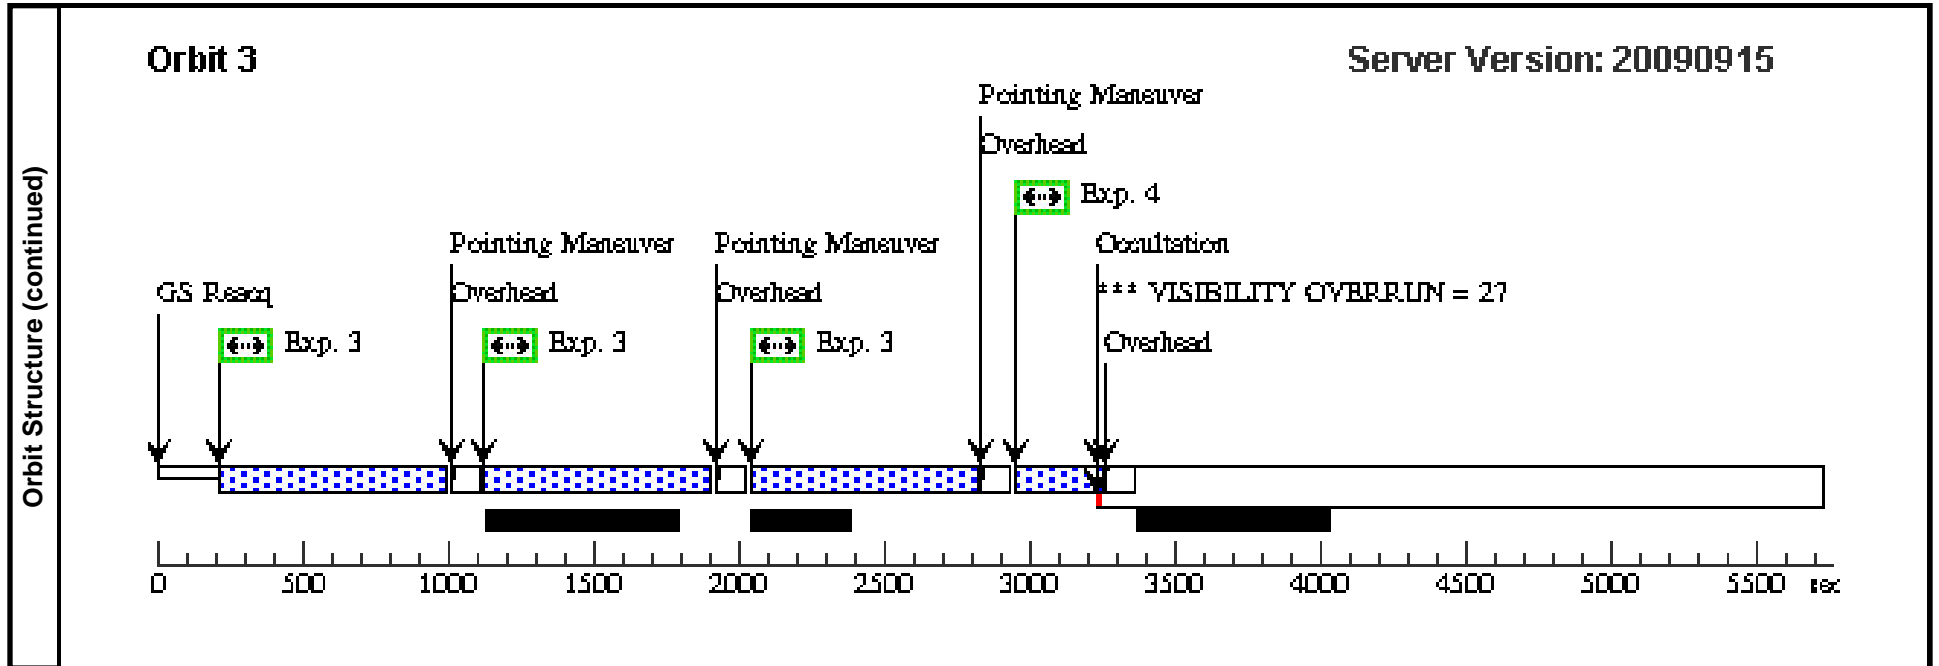 Orbit Structure (continued)
Orbit 3
Server Version: 20090915
Pointing Maneuver
Overhead
Exp. 4
Pointing Maneuver
Pointing Maneuver
Occultation
GS Reacq
Overhead
Overhead
*** VISIBILITY OVERRUN = 27
Exp. 3
Exp. 3
Exp. 3
Overhead
0 500 1000 1500 2000 2500 3000 3500 4000 4500 5000 5500 sec